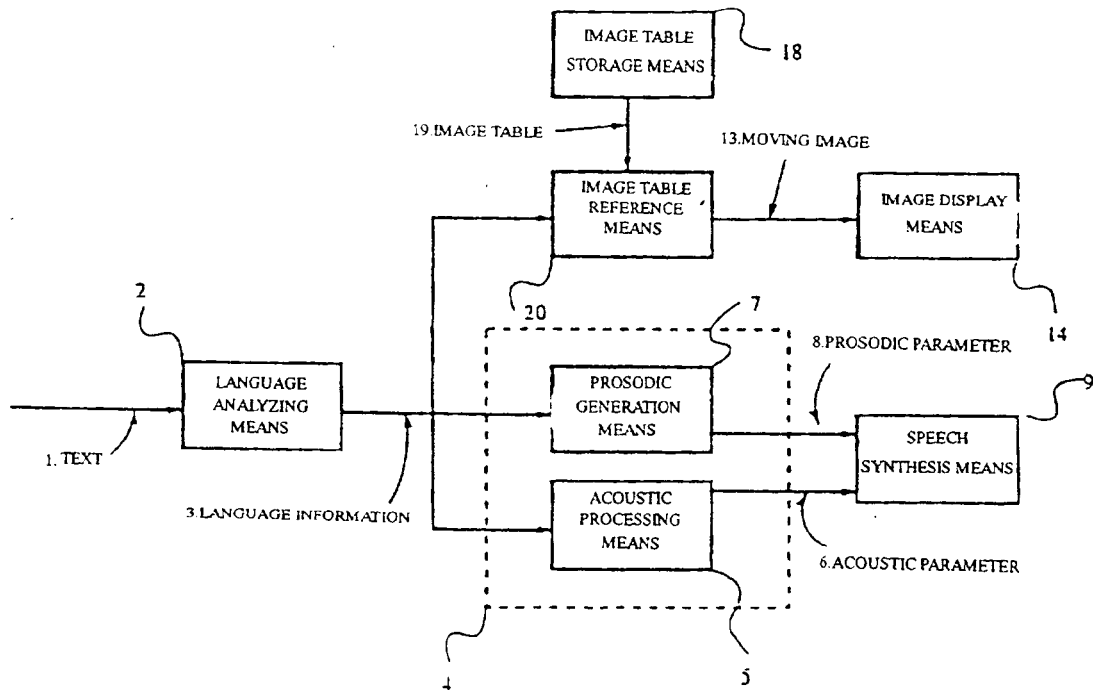 IMAGE TABLE
STORAGE MEANS
18
19.IMAGE TABLE
13.MOVING IMAGE
IMAGE TABLE
REFERENCE
MEANS
IMAGE DISPLAY
MEANS
20
14
2
7
8.PROSODIC PARAMETER
9
LANGUAGE
ANALYZING
MEANS
PROSODIC
GENERATION
MEANS
SPEECH
SYNTHESIS MEANS
1. TEXT
3.LANGUAGE INFORMATION
ACOUSTIC
PROCESSING
MEANS
6.ACOUSTIC PARAMETER
4
5